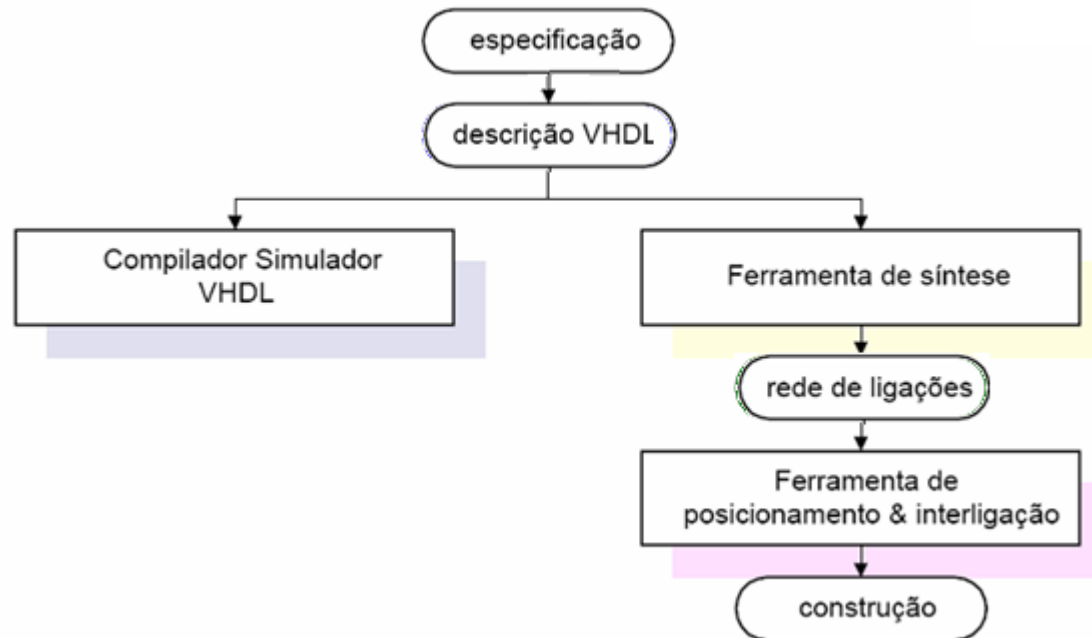 especificação
descrição VHDL
Compilador Simulador
VHDL
Ferramenta de síntese
rede de ligações
Ferramenta de
posicionamento & interligação
construção